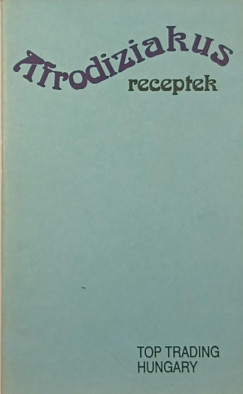 Afrodiziakus
receptek
TOP TRADING
HUNGARY